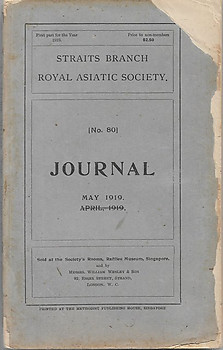 First part for the Year
1919.
Price to non-members
$2.50
STRAITS BRANCH
ROYAL ASIATIC SOCIETY.
[No. 80]
JOURNAL
MAY 1919.
APRIL, 1919.
Sold at the Society's Rooms, Raffles Museum, Singapore,
and by
Messrs. William Wesley & Son
28, Essex Street, Strand,
London, W. C.
PRINTED AT THE METHODIST PUBLISHING HOUSE, SINGAPORE